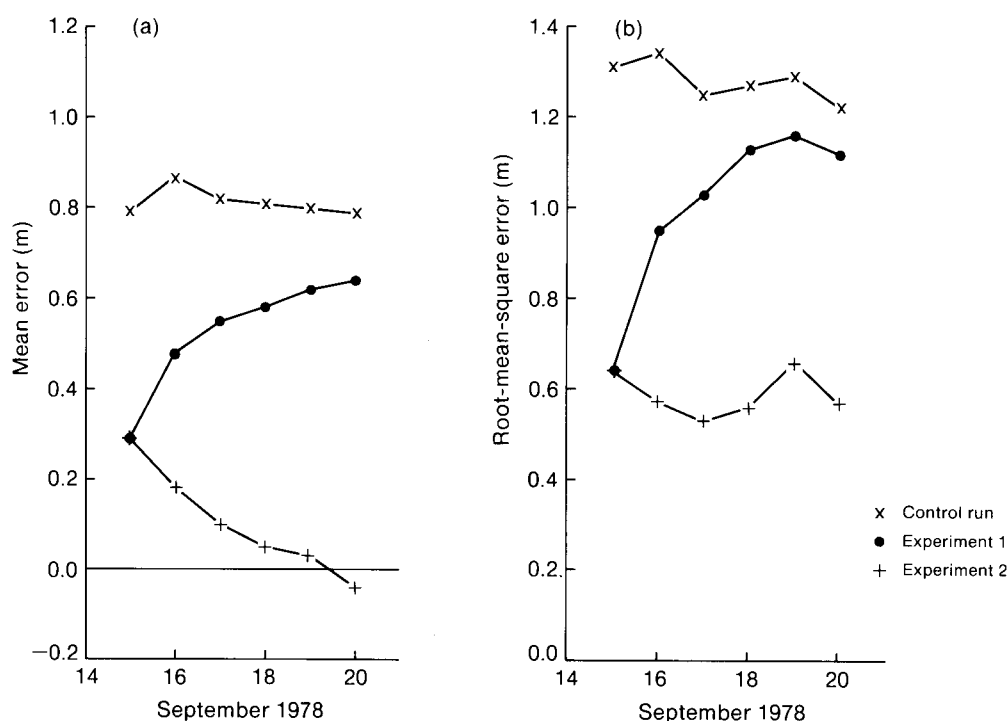 (a)
1.2
1.0
0.8
0.6
0.4
0.2
0.0
−0.2
Mean error (m)
14 16 18 20
September 1978
(b)
1.4
1.2
1.0
0.8
0.6
0.4
0.2
0.0
Root-mean-square error (m)
14 16 18 20
September 1978
x Control run
● Experiment 1
+ Experiment 2